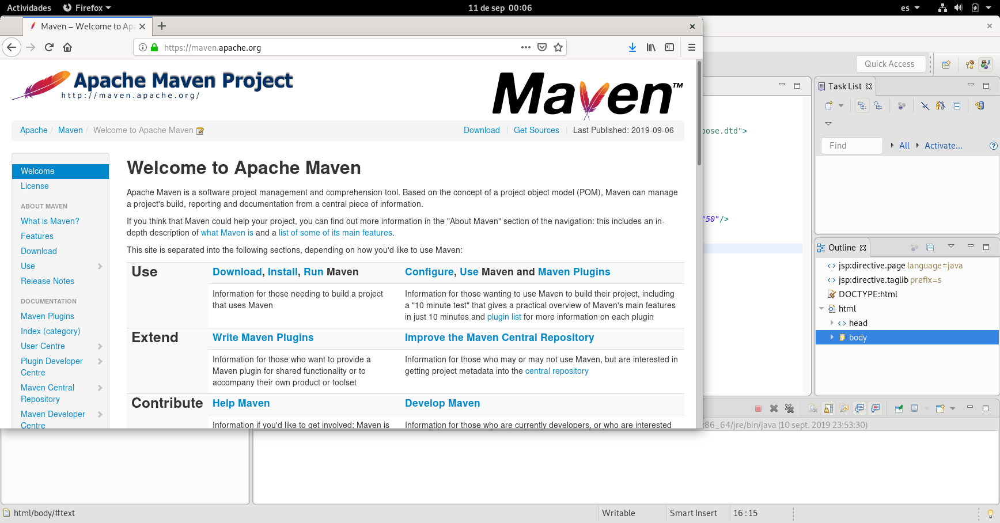 Actividades
Firefox
11 de sep 00:06
es
Maven – Welcome to Ap
https://maven.apache.org
Apache Maven Project
http://maven.apache.org/
Maven™
Apache / Maven / Welcome to Apache Maven
Download | Get Sources | Last Published: 2019-09-06
Welcome
License
ABOUT MAVEN
What is Maven?
Features
Download
Use
Release Notes
DOCUMENTATION
Maven Plugins
Index (category)
User Centre
Plugin Developer
Centre
Maven Central
Repository
Maven Developer
Centre
Welcome to Apache Maven
Apache Maven is a software project management and comprehension tool. Based on the concept of a project object model (POM), Maven can manage
a project's build, reporting and documentation from a central piece of information.
If you think that Maven could help your project, you can find out more information in the "About Maven" section of the navigation: this includes an in-
depth description of what Maven is and a list of some of its main features.
This site is separated into the following sections, depending on how you'd like to use Maven:
Use
Download, Install, Run Maven
Information for those needing to build a project
that uses Maven
Configure, Use Maven and Maven Plugins
Information for those wanting to use Maven to build their project, including
a "10 minute test" that gives a practical overview of Maven's main features
in just 10 minutes and plugin list for more information on each plugin
Extend
Write Maven Plugins
Information for those who want to provide a
Maven plugin for shared functionality or to
accompany their own product or toolset
Improve the Maven Central Repository
Information for those who may or may not use Maven, but are interested in
getting project metadata into the central repository
Contribute
Help Maven
Information if you'd like to get involved: Maven is
Develop Maven
Information for those who are currently developers, or who are interested
Quick Access
ose.dtd">
"50"/>
Task List
Find
All
Activate...
Outline
jsp:directive.page language=java
jsp:directive.taglib prefix=s
DOCTYPE:html
html
head
body
86_64/jre/bin/java (10 sept. 2019 23:53:30)
html/body/#text
Writable
Smart Insert
16 : 15